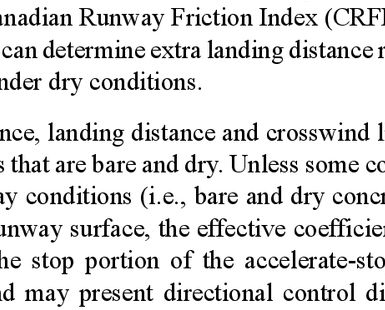 anadian Runway Friction Index (CRFI
can determine extra landing distance r
nder dry conditions.
nce, landing distance and crosswind li
s that are bare and dry. Unless some co
ay conditions (i.e., bare and dry concr
unway surface, the effective coefficien
he stop portion of the accelerate-sto
nd may present directional control di